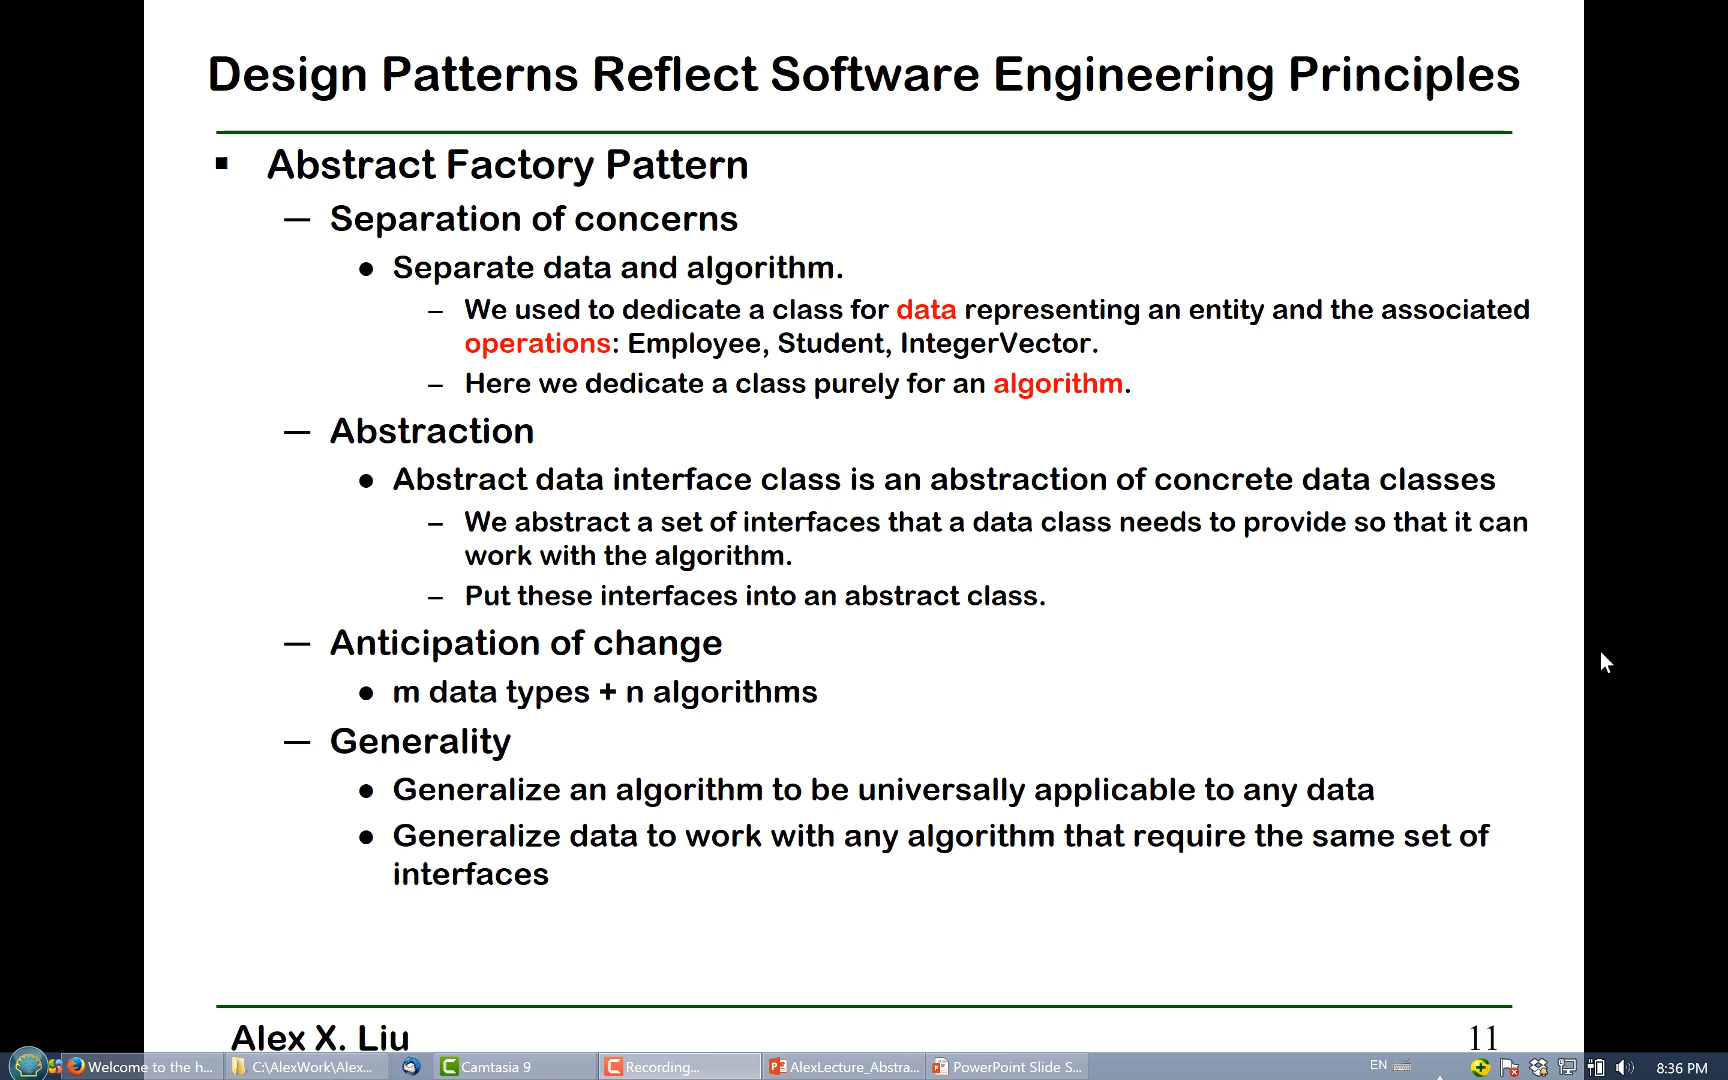 Design Patterns Reflect Software Engineering Principles
▪ Abstract Factory Pattern
— Separation of concerns
● Separate data and algorithm.
– We used to dedicate a class for data representing an entity and the associated
operations: Employee, Student, IntegerVector.
– Here we dedicate a class purely for an algorithm.
— Abstraction
● Abstract data interface class is an abstraction of concrete data classes
– We abstract a set of interfaces that a data class needs to provide so that it can
work with the algorithm.
– Put these interfaces into an abstract class.
— Anticipation of change
● m data types + n algorithms
— Generality
● Generalize an algorithm to be universally applicable to any data
● Generalize data to work with any algorithm that require the same set of
interfaces
Alex X. Liu 11
Welcome to the h... C:\AlexWork\Alex... Camtasia 9 Recording... AlexLecture_Abstra... PowerPoint Slide S... EN 8:36 PM